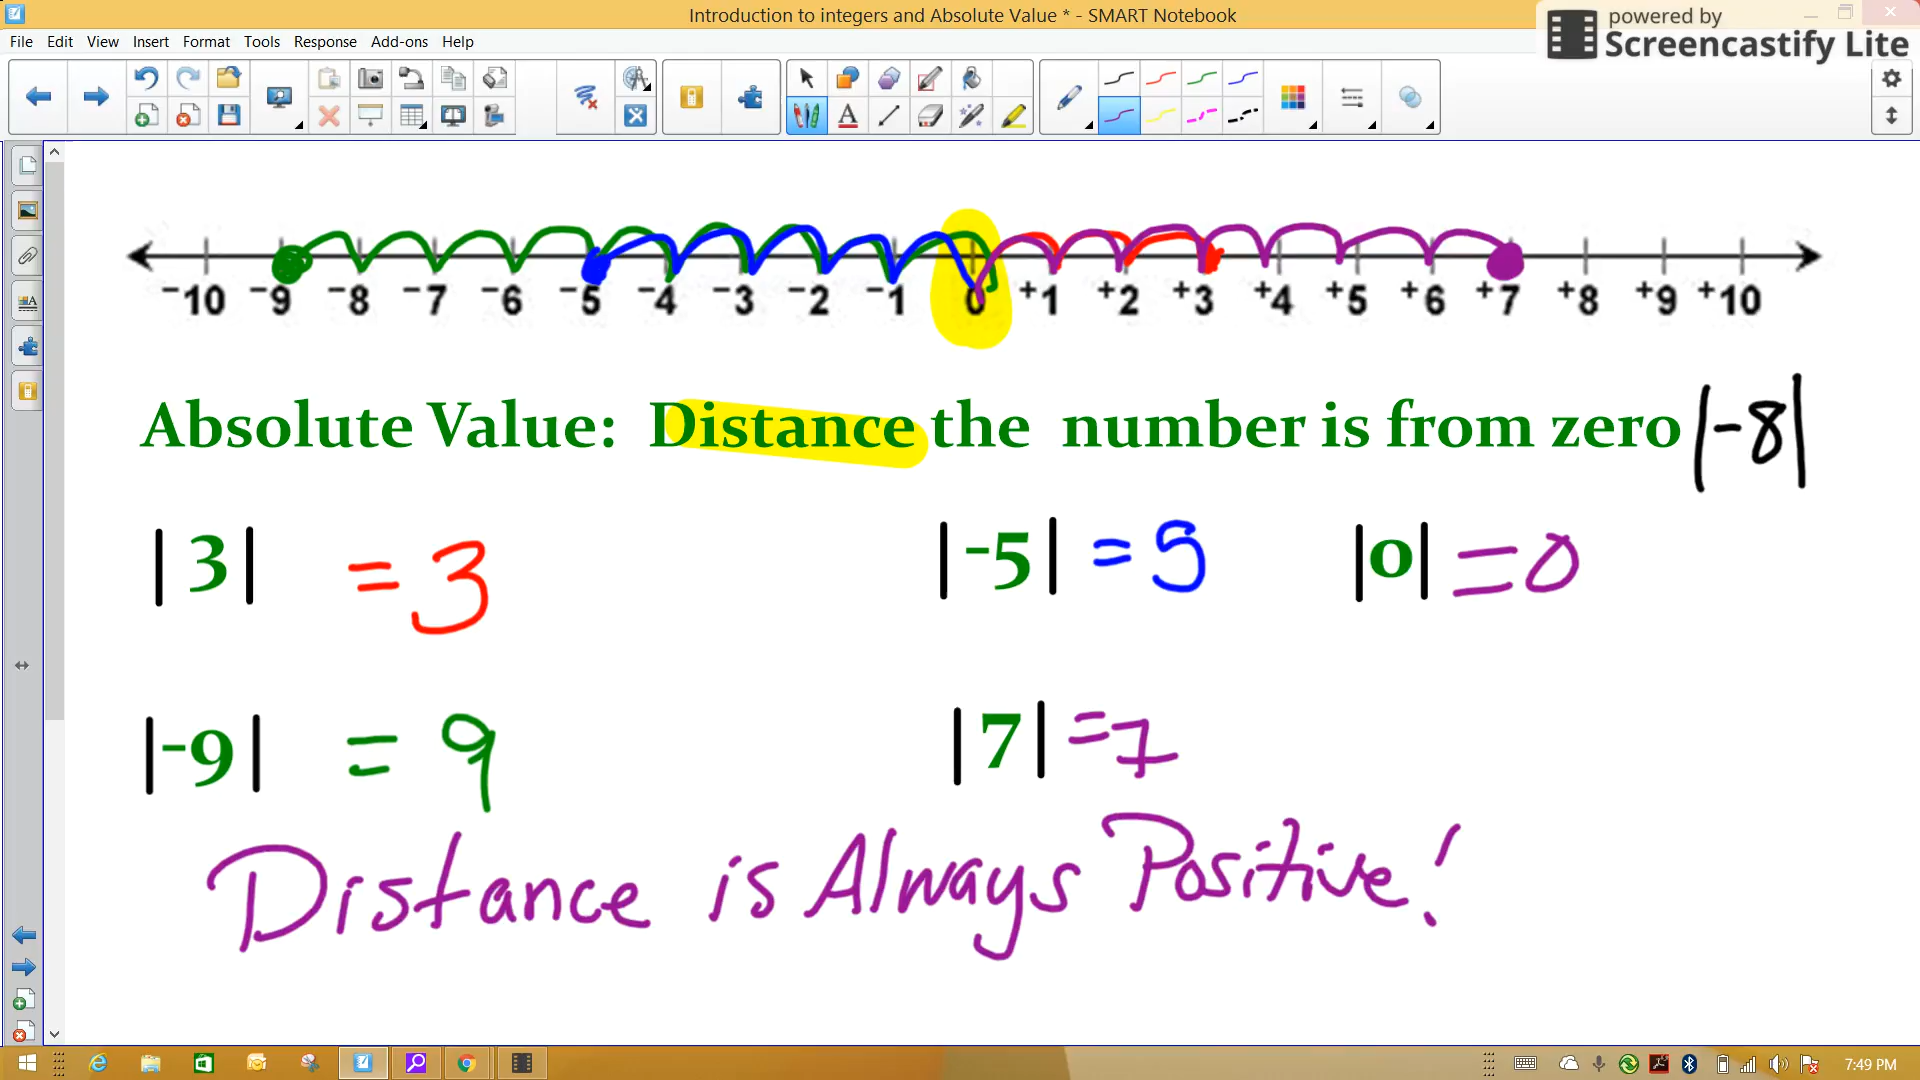 Introduction to integers and Absolute Value * - SMART Notebook
powered by
Screencastify Lite
File Edit View Insert Format Tools Response Add-ons Help
-10 -9 -8 -7 -6 -5 -4 -3 -2 -1 0 +1 +2 +3 +4 +5 +6 +7 +8 +9 +10
Absolute Value: Distance the number is from zero |-8|
|3| = 3 |-5| = 5 |0| = 0
|-9| = 9 |7| = 7
Distance is Always Positive!
7:49 PM